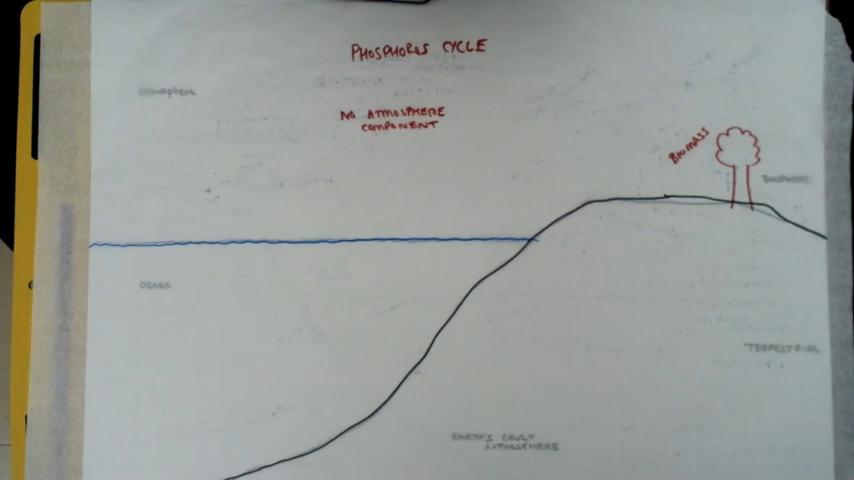 PHOSPHORUS CYCLE
Atmosphere
NO ATMOSPHERE
COMPONENT
BIOMASS
BIOSPHERE
OCEAN
TERRESTRIAL
EARTH'S CRUST
LITHOSPHERE